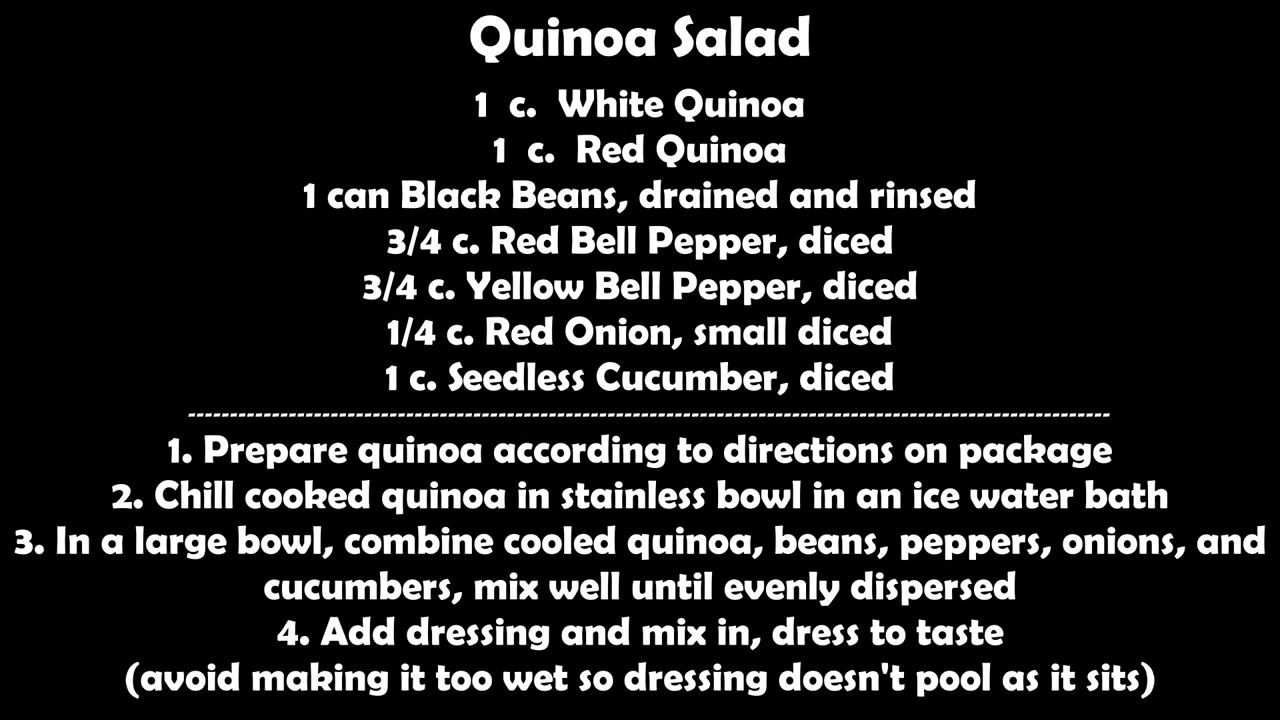 Quinoa Salad
1 c. White Quinoa
1 c. Red Quinoa
1 can Black Beans, drained and rinsed
3/4 c. Red Bell Pepper, diced
3/4 c. Yellow Bell Pepper, diced
1/4 c. Red Onion, small diced
1 c. Seedless Cucumber, diced
--------------------------------------------------------------------------------------------------------------
1. Prepare quinoa according to directions on package
2. Chill cooked quinoa in stainless bowl in an ice water bath
3. In a large bowl, combine cooled quinoa, beans, peppers, onions, and
cucumbers, mix well until evenly dispersed
4. Add dressing and mix in, dress to taste
(avoid making it too wet so dressing doesn't pool as it sits)